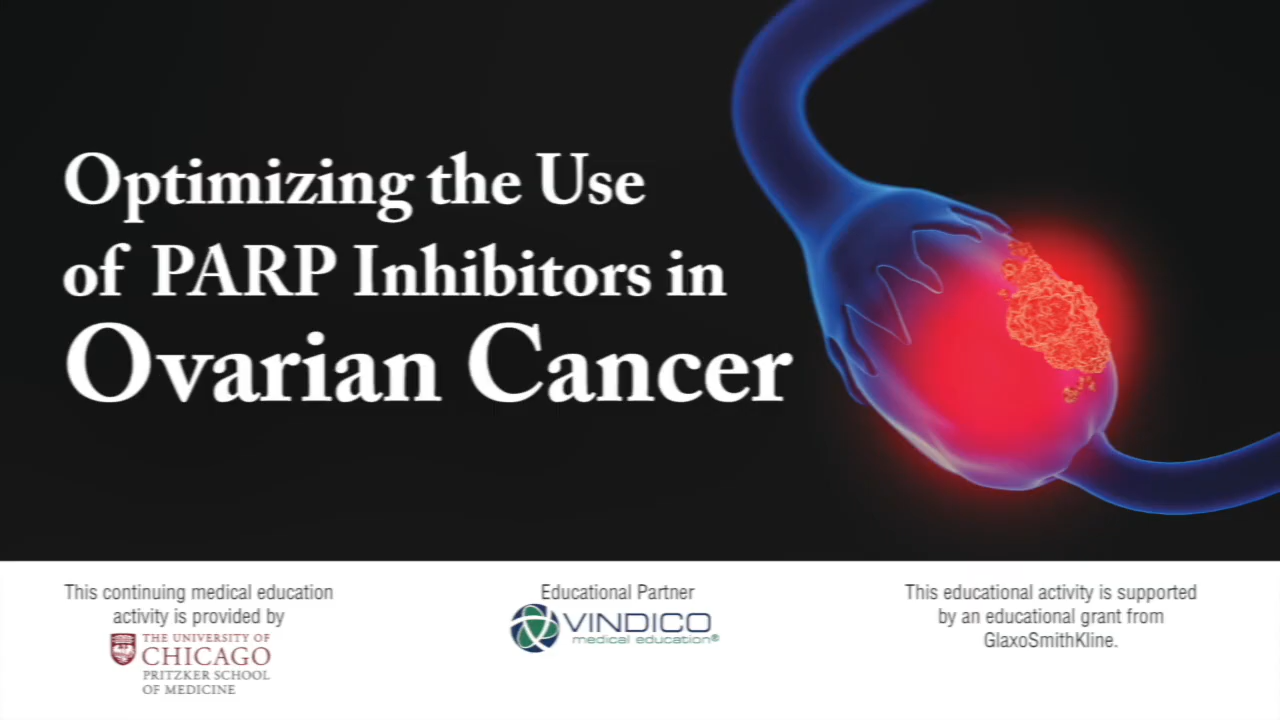 Optimizing the Use
of PARP Inhibitors in
Ovarian Cancer
This continuing medical education
activity is provided by
THE UNIVERSITY OF
CHICAGO
PRITZKER SCHOOL
OF MEDICINE
Educational Partner
VINDICO
medical education®
This educational activity is supported
by an educational grant from
GlaxoSmithKline.